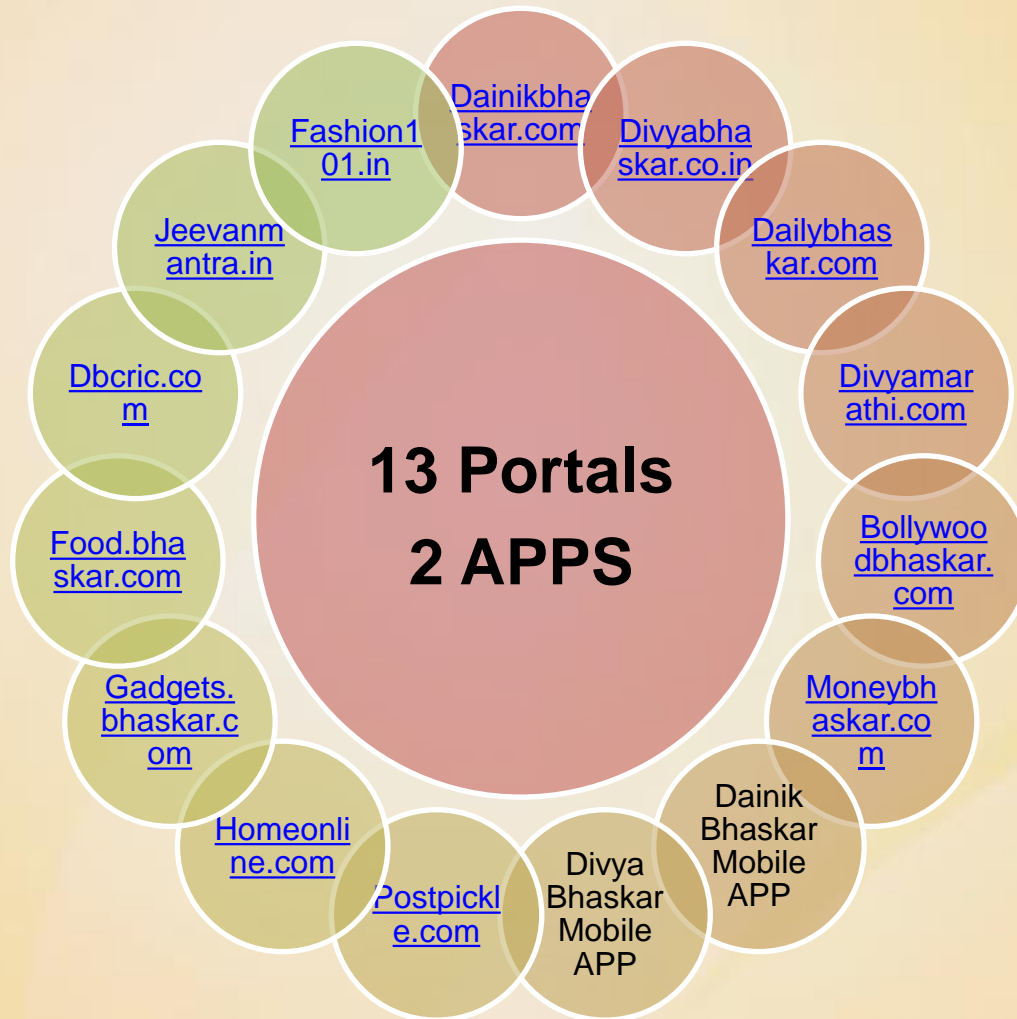 13 Portals
2 APPS
Dainikbha
skar.com
Divyabha
skar.co.in
Dailybhas
kar.com
Divyamar
athi.com
Bollywoo
dbhaskar.
com
Moneybh
askar.co
m
Dainik
Bhaskar
Mobile
APP
Divya
Bhaskar
Mobile
APP
Postpickl
e.com
Homeonli
ne.com
Gadgets.
bhaskar.c
om
Food.bha
skar.com
Dbcric.co
m
Jeevanm
antra.in
Fashion1
01.in